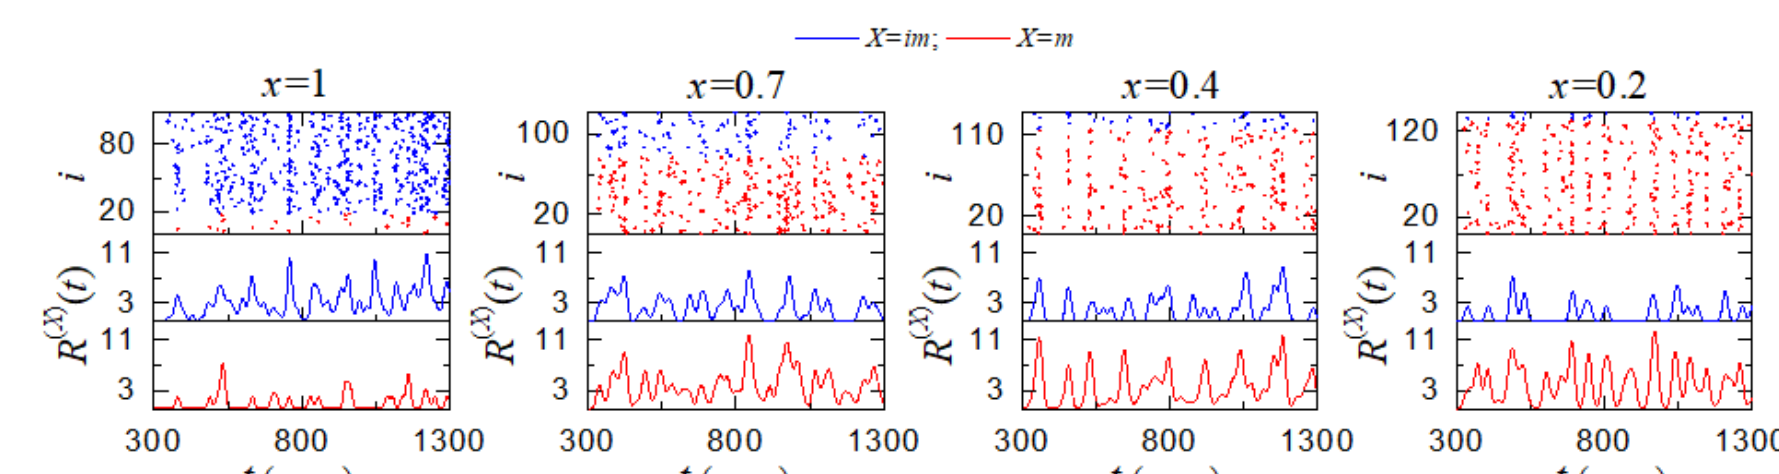 X=im; X=m
x=1 x=0.7 x=0.4 x=0.2
80 100 110 120
i i i i
20 20 20 20
11 11 11 11
3 3 3 3
R^(X)(t) R^(X)(t) R^(X)(t) R^(X)(t)
11 11 11 11
3 3 3 3
300 800 1300 300 800 1300 300 800 1300 300 800 1300